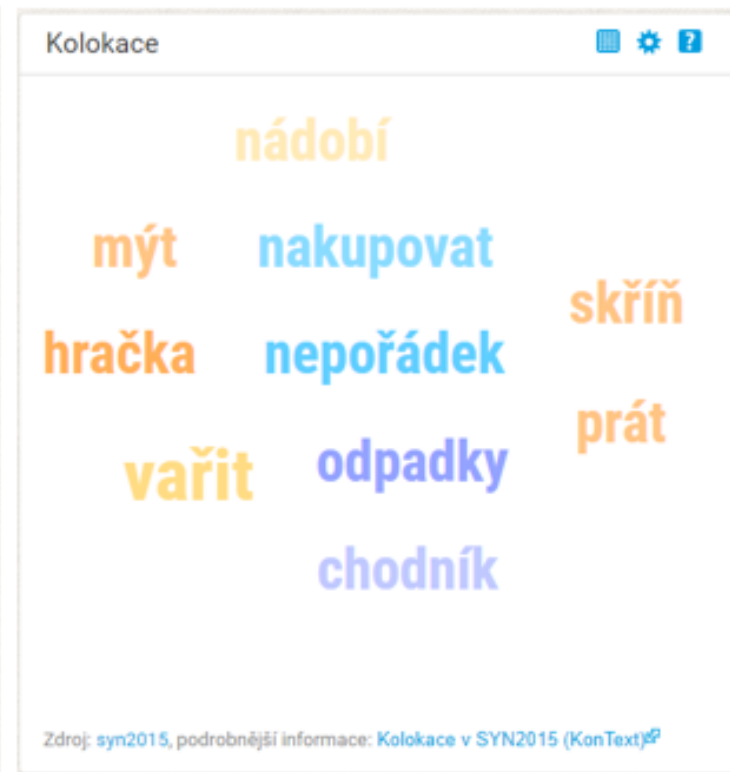 Kolokace
nádobí
mýt nakupovat
skříň
hračka nepořádek
prát
vařit odpadky
chodník
Zdroj: syn2015, podrobnější informace: Kolokace v SYN2015 (KonText)